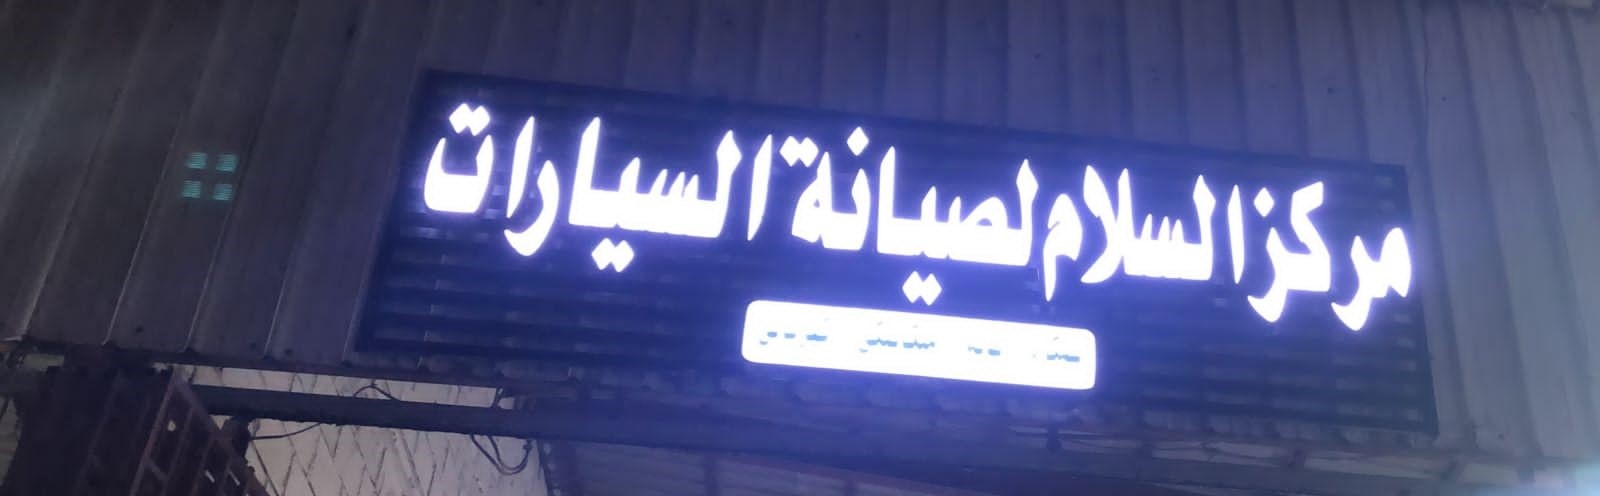 مركز السلام لصيانة السيارات